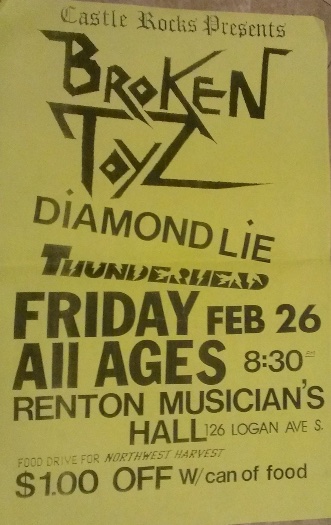 Castle Rocks Presents
BROKEN
TOYZ
DIAMOND LIE
THUNDERHEAD
FRIDAY FEB 26
All AGES 8:30 PM
RENTON MUSICIAN'S
HALL 126 LOGAN AVE S.
FOOD DRIVE FOR NORTHWEST HARVEST
$1.00 OFF W/can of food